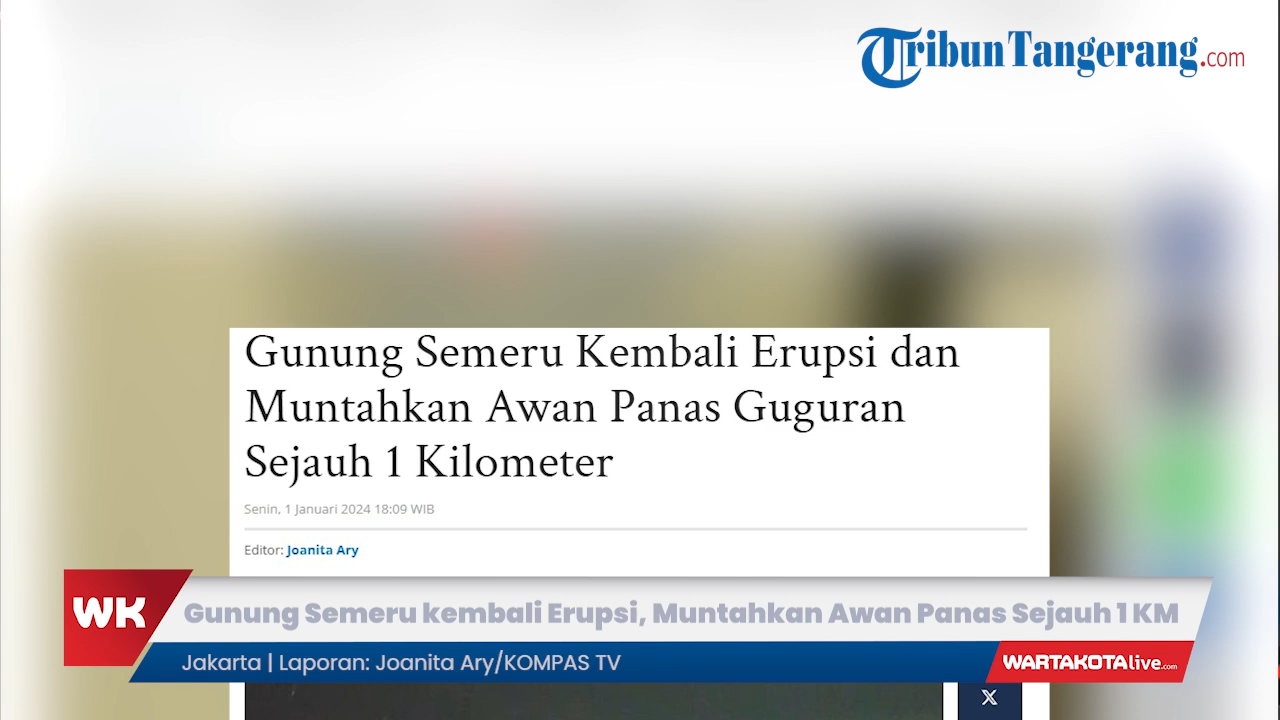 TribunTangerang.com
Gunung Semeru Kembali Erupsi dan
Muntahkan Awan Panas Guguran
Sejauh 1 Kilometer
Senin, 1 Januari 2024 18:09 WIB
Editor: Joanita Ary
WK
Gunung Semeru kembali Erupsi, Muntahkan Awan Panas Sejauh 1 KM
Jakarta | Laporan: Joanita Ary/KOMPAS TV
WARTAKOTAlive.com
X